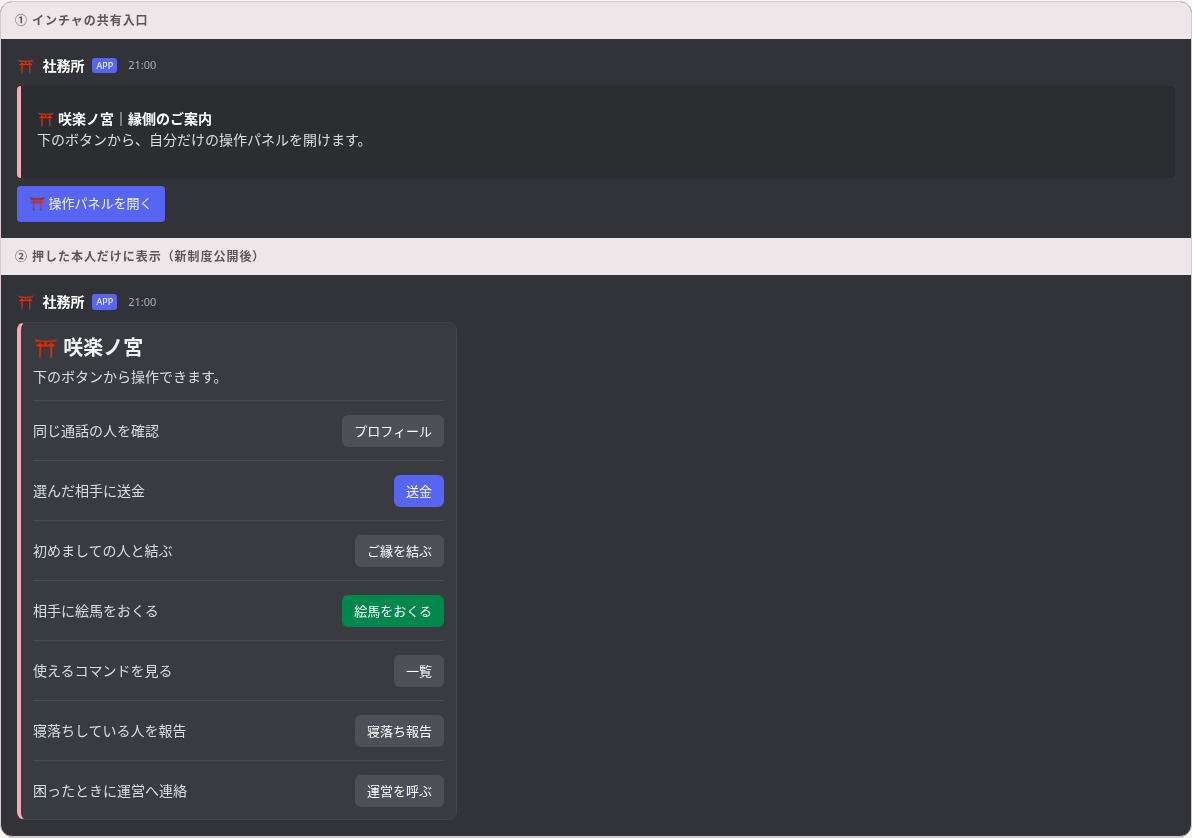 ① インチャの共有入口
⛩️ 社務所 APP 21:00
⛩️ 咲楽ノ宮｜縁側のご案内
下のボタンから、自分だけの操作パネルを開けます。
⛩️ 操作パネルを開く
② 押した本人だけに表示（新制度公開後）
⛩️ 社務所 APP 21:00
⛩️ 咲楽ノ宮
下のボタンから操作できます。
同じ通話の人を確認 プロフィール
選んだ相手に送金 送金
初めましての人と結ぶ ご縁を結ぶ
相手に絵馬をおくる 絵馬をおくる
使えるコマンドを見る 一覧
寝落ちしている人を報告 寝落ち報告
困ったときに運営へ連絡 運営を呼ぶ